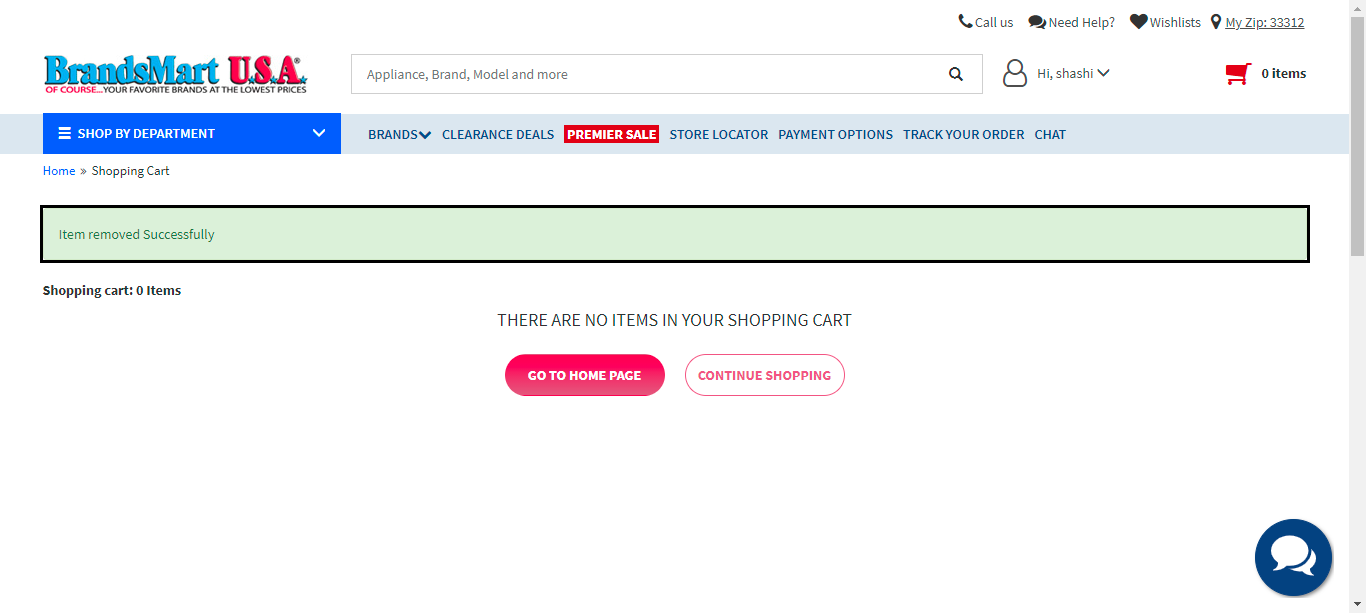 Call us Need Help? Wishlists My Zip: 33312
BrandsMart U.S.A.®
OF COURSE...YOUR FAVORITE BRANDS AT THE LOWEST PRICES
Appliance, Brand, Model and more
Hi, shashi
0 items
SHOP BY DEPARTMENT
BRANDS CLEARANCE DEALS PREMIER SALE STORE LOCATOR PAYMENT OPTIONS TRACK YOUR ORDER CHAT
Home » Shopping Cart
Item removed Successfully
Shopping cart: 0 Items
THERE ARE NO ITEMS IN YOUR SHOPPING CART
GO TO HOME PAGE CONTINUE SHOPPING